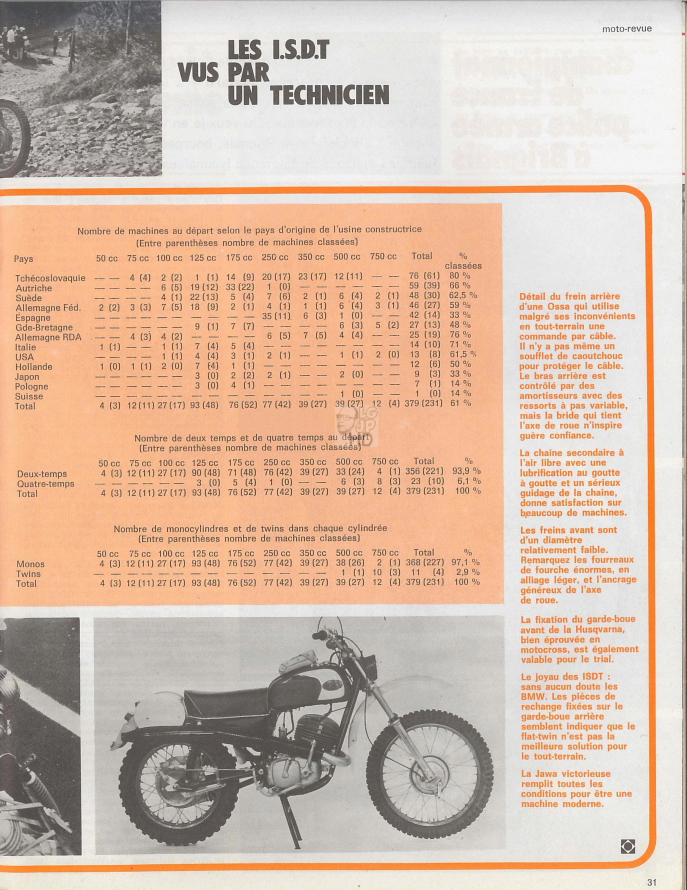 moto-revue
LES I.S.D.T
VUS PAR
UN TECHNICIEN
Nombre de machines au départ selon le pays d'origine de l'usine constructrice
(Entre parenthèses nombre de machines classées)
Pays 50 cc 75 cc 100 cc 125 cc 175 cc 250 cc 350 cc 500 cc 750 cc Total % classées
Tchécoslovaquie — — 4 (4) 2 (2) 1 (1) 14 (9) 20 (17) 23 (17) 12 (11) — — 76 (61) 80 %
Autriche — — — — 6 (5) 19 (12) 33 (22) 1 (0) — — — — — — 59 (39) 66 %
Suède — — — — 4 (1) 22 (13) 5 (4) 7 (6) 2 (1) 6 (4) 2 (1) 48 (30) 62,5 %
Allemagne Féd. 2 (2) 3 (3) 7 (5) 18 (9) 2 (1) 4 (1) 1 (1) 6 (4) 3 (1) 46 (27) 59 %
Espagne — — — — — — — — — — 35 (11) 6 (3) 1 (0) — — 42 (14) 33 %
Gde-Bretagne — — — — — — 9 (1) 7 (7) — — — — 6 (3) 5 (2) 27 (13) 48 %
Allemagne RDA — — 4 (3) 4 (2) — — — — 6 (5) 7 (5) 4 (4) — — 25 (19) 76 %
Italie 1 (1) — — 1 (1) 7 (4) 5 (4) — — — — — — — — 14 (10) 71 %
USA — — — — 1 (1) 4 (4) 3 (1) 2 (1) — — 1 (1) 2 (0) 13 (8) 61,5 %
Hollande 1 (0) 1 (1) 2 (0) 7 (4) 1 (1) — — — — — — — — 12 (6) 50 %
Japon — — — — — — 3 (0) 2 (2) 2 (1) — — 2 (0) — — 9 (3) 33 %
Pologne — — — — — — 3 (0) 4 (1) — — — — — — — — 7 (1) 14 %
Suisse — — — — — — — — — — — — — — 1 (0) — — 1 (0) 14 %
Total 4 (3) 12 (11) 27 (17) 93 (48) 76 (52) 77 (42) 39 (27) 39 (27) 12 (4) 379 (231) 61 %
Nombre de deux temps et de quatre temps au départ
(Entre parenthèses nombre de machines classées)
50 cc 75 cc 100 cc 125 cc 175 cc 250 cc 350 cc 500 cc 750 cc Total %
Deux-temps 4 (3) 12 (11) 27 (17) 90 (48) 71 (48) 76 (42) 39 (27) 33 (24) 4 (1) 356 (221) 93,9 %
Quatre-temps — — — — — — 3 (0) 5 (4) 1 (0) — — 6 (3) 8 (3) 23 (10) 6,1 %
Total 4 (3) 12 (11) 27 (17) 93 (48) 76 (52) 77 (42) 39 (27) 39 (27) 12 (4) 379 (231) 100 %
Nombre de monocylindres et de twins dans chaque cylindrée
(Entre parenthèses nombre de machines classées)
50 cc 75 cc 100 cc 125 cc 175 cc 250 cc 350 cc 500 cc 750 cc Total %
Monos 4 (3) 12 (11) 27 (17) 93 (48) 76 (52) 77 (42) 39 (27) 38 (26) 2 (1) 368 (227) 97,1 %
Twins — — — — — — — — — — — — — — 1 (1) 10 (3) 11 (4) 2,9 %
Total 4 (3) 12 (11) 27 (17) 93 (48) 76 (52) 77 (42) 39 (27) 39 (27) 12 (4) 379 (231) 100 %
Détail du frein arrière
d'une Ossa qui utilise
malgré ses inconvénients
en tout-terrain une
commande par câble.
Il n'y a pas même un
soufflet de caoutchouc
pour protéger le câble.
Le bras arrière est
contrôlé par des
amortisseurs avec des
ressorts à pas variable,
mais la bride qui tient
l'axe de roue n'inspire
guère confiance.
La chaine secondaire à
l'air libre avec une
lubrification au goutte
à goutte et un sérieux
guidage de la chaine,
donne satisfaction sur
beaucoup de machines.
Les freins avant sont
d'un diamètre
relativement faible.
Remarquez les fourreaux
de fourche énormes, en
alliage léger, et l'ancrage
généreux de l'axe
de roue.
La fixation du garde-boue
avant de la Husqvarna,
bien éprouvée en
motocross, est également
valable pour le trial.
Le joyau des ISDT :
sans aucun doute les
BMW. Les pièces de
rechange fixées sur le
garde-boue arrière
semblent indiquer que le
flat-twin n'est pas la
meilleure solution pour
le tout-terrain.
La Jawa victorieuse
remplit toutes les
conditions pour être une
machine moderne.
31